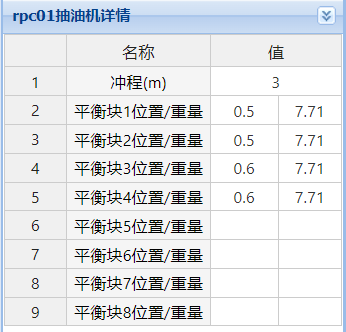 rpc01抽油机详情
名称 值
1 冲程(m) 3
2 平衡块1位置/重量 0.5 7.71
3 平衡块2位置/重量 0.5 7.71
4 平衡块3位置/重量 0.6 7.71
5 平衡块4位置/重量 0.6 7.71
6 平衡块5位置/重量
7 平衡块6位置/重量
8 平衡块7位置/重量
9 平衡块8位置/重量